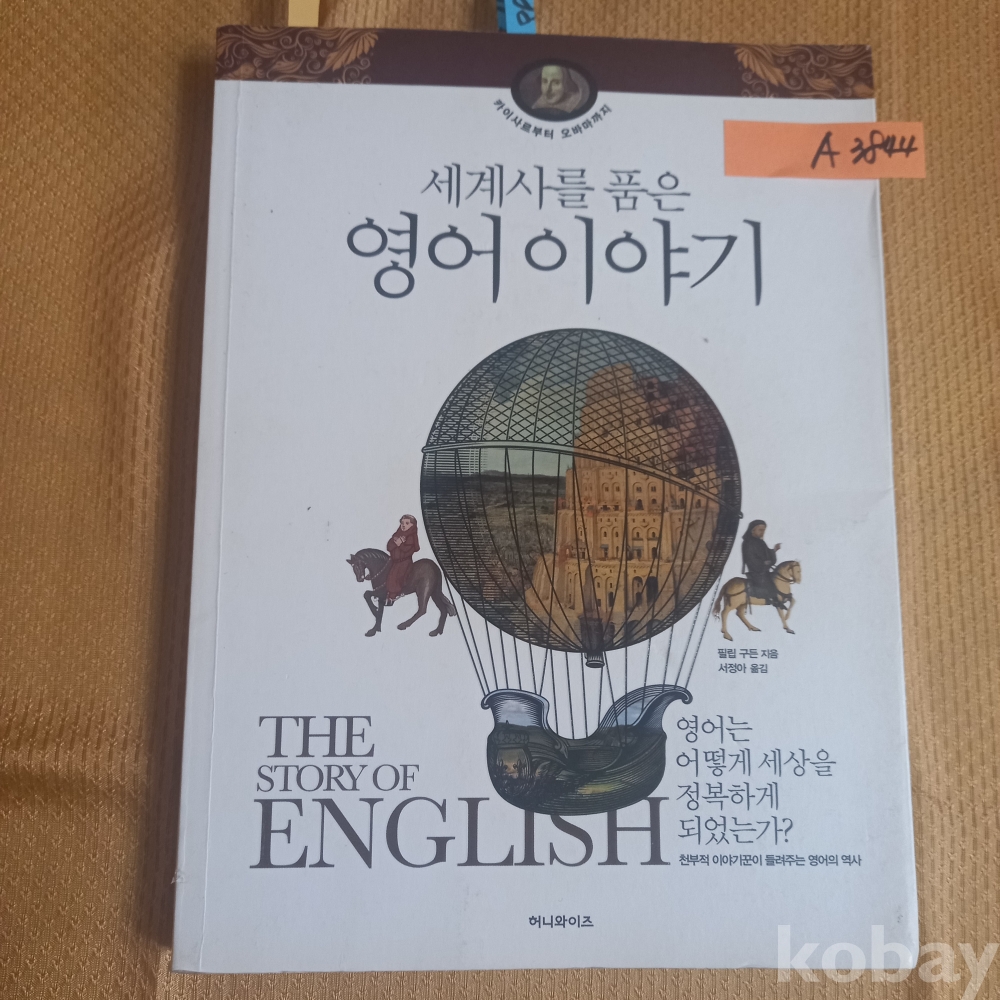 카이사르부터 오바마까지
A 3844
세계사를 품은
영어 이야기
필립 구든 지음
서정아 옮김
THE
STORY OF
ENGLISH
영어는
어떻게 세상을
정복하게
되었는가?
천부적 이야기꾼이 들려주는 영어의 역사
허니와이즈
kobay